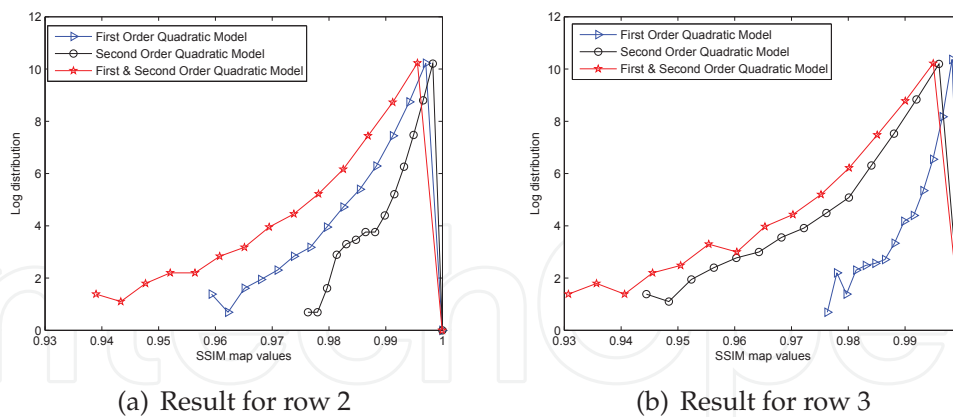 12
10
8
6
4
2
0
Log distribution
First Order Quadratic Model
Second Order Quadratic Model
First & Second Order Quadratic Model
0.93 0.94 0.95 0.96 0.97 0.98 0.99 1
SSIM map values
(a) Result for row 2
12
10
8
6
4
2
0
Log distribution
First Order Quadratic Model
Second Order Quadratic Model
First & Second Order Quadratic Model
0.93 0.94 0.95 0.96 0.97 0.98 0.99
SSIM map values
(b) Result for row 3